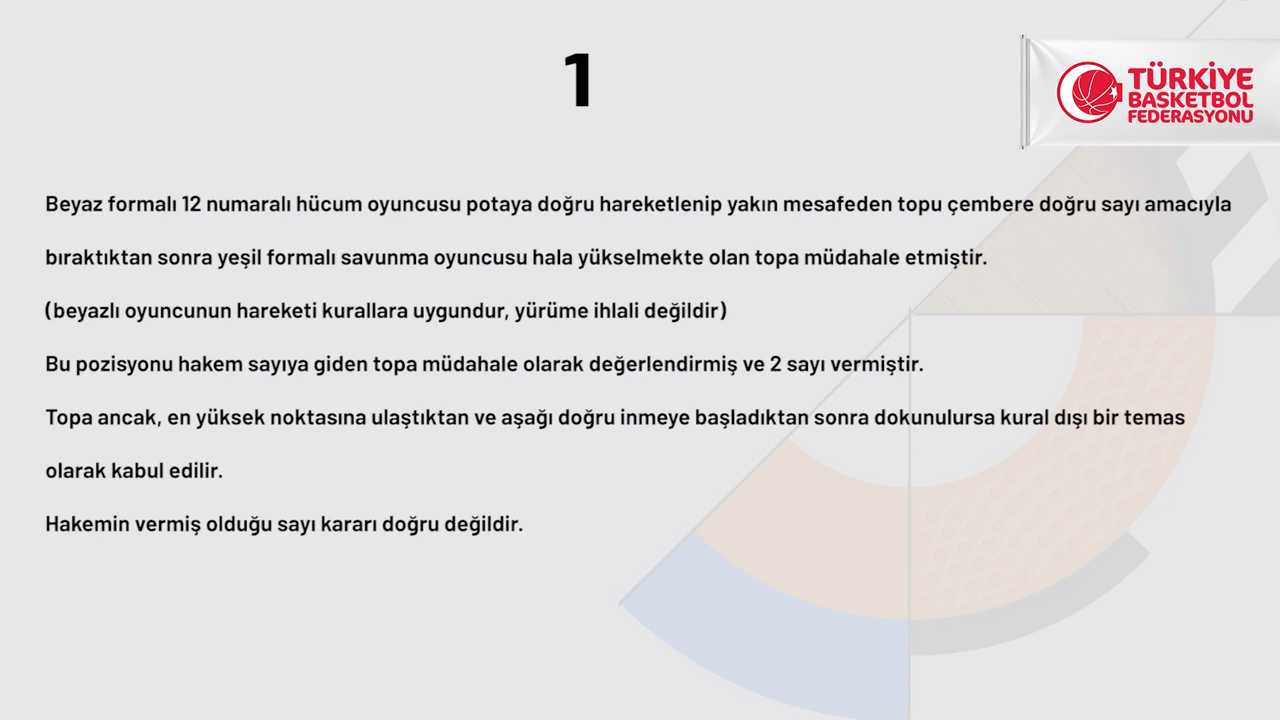 1
TÜRKİYE
BASKETBOL
FEDERASYONU
Beyaz formalı 12 numaralı hücum oyuncusu potaya doğru hareketlenip yakın mesafeden topu çembere doğru sayı amacıyla
bıraktıktan sonra yeşil formalı savunma oyuncusu hala yükselmekte olan topa müdahale etmiştir.
(beyazlı oyuncunun hareketi kurallara uygundur, yürüme ihlali değildir)
Bu pozisyonu hakem sayıya giden topa müdahale olarak değerlendirmiş ve 2 sayı vermiştir.
Topa ancak, en yüksek noktasına ulaştıktan ve aşağı doğru inmeye başladıktan sonra dokunulursa kural dışı bir temas
olarak kabul edilir.
Hakemin vermiş olduğu sayı kararı doğru değildir.